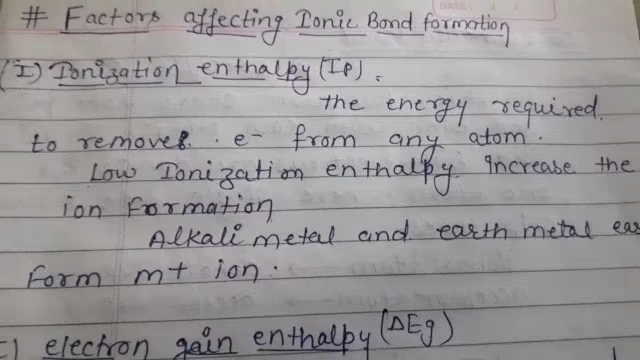 # Factors affecting Ionic Bond formation
(I) Ionization enthalpy (IP).
the energy required
to remove . e- from any atom.
Low Ionization enthalpy increase the
ion formation
Alkali metal and earth metal
form m+ ion.
electron gain enthalpy (ΔEg)